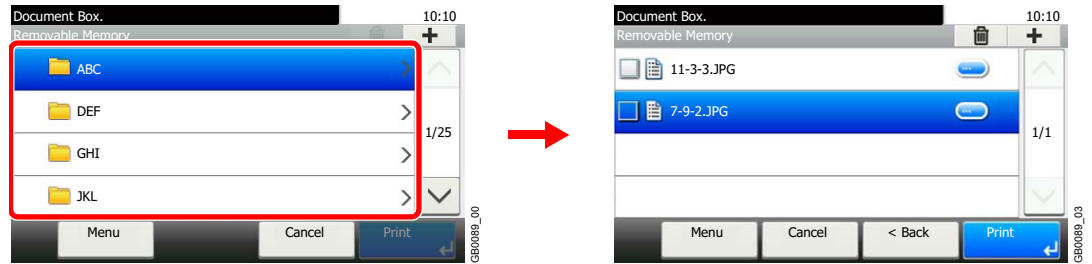 Document Box.
10:10
Removable Memory
ABC
DEF
1/25
GHI
JKL
Menu
Cancel
Print
GB0089_00
Document Box.
10:10
Removable Memory
11-3-3.JPG
7-9-2.JPG
1/1
Menu
Cancel
< Back
Print
GB0089_03